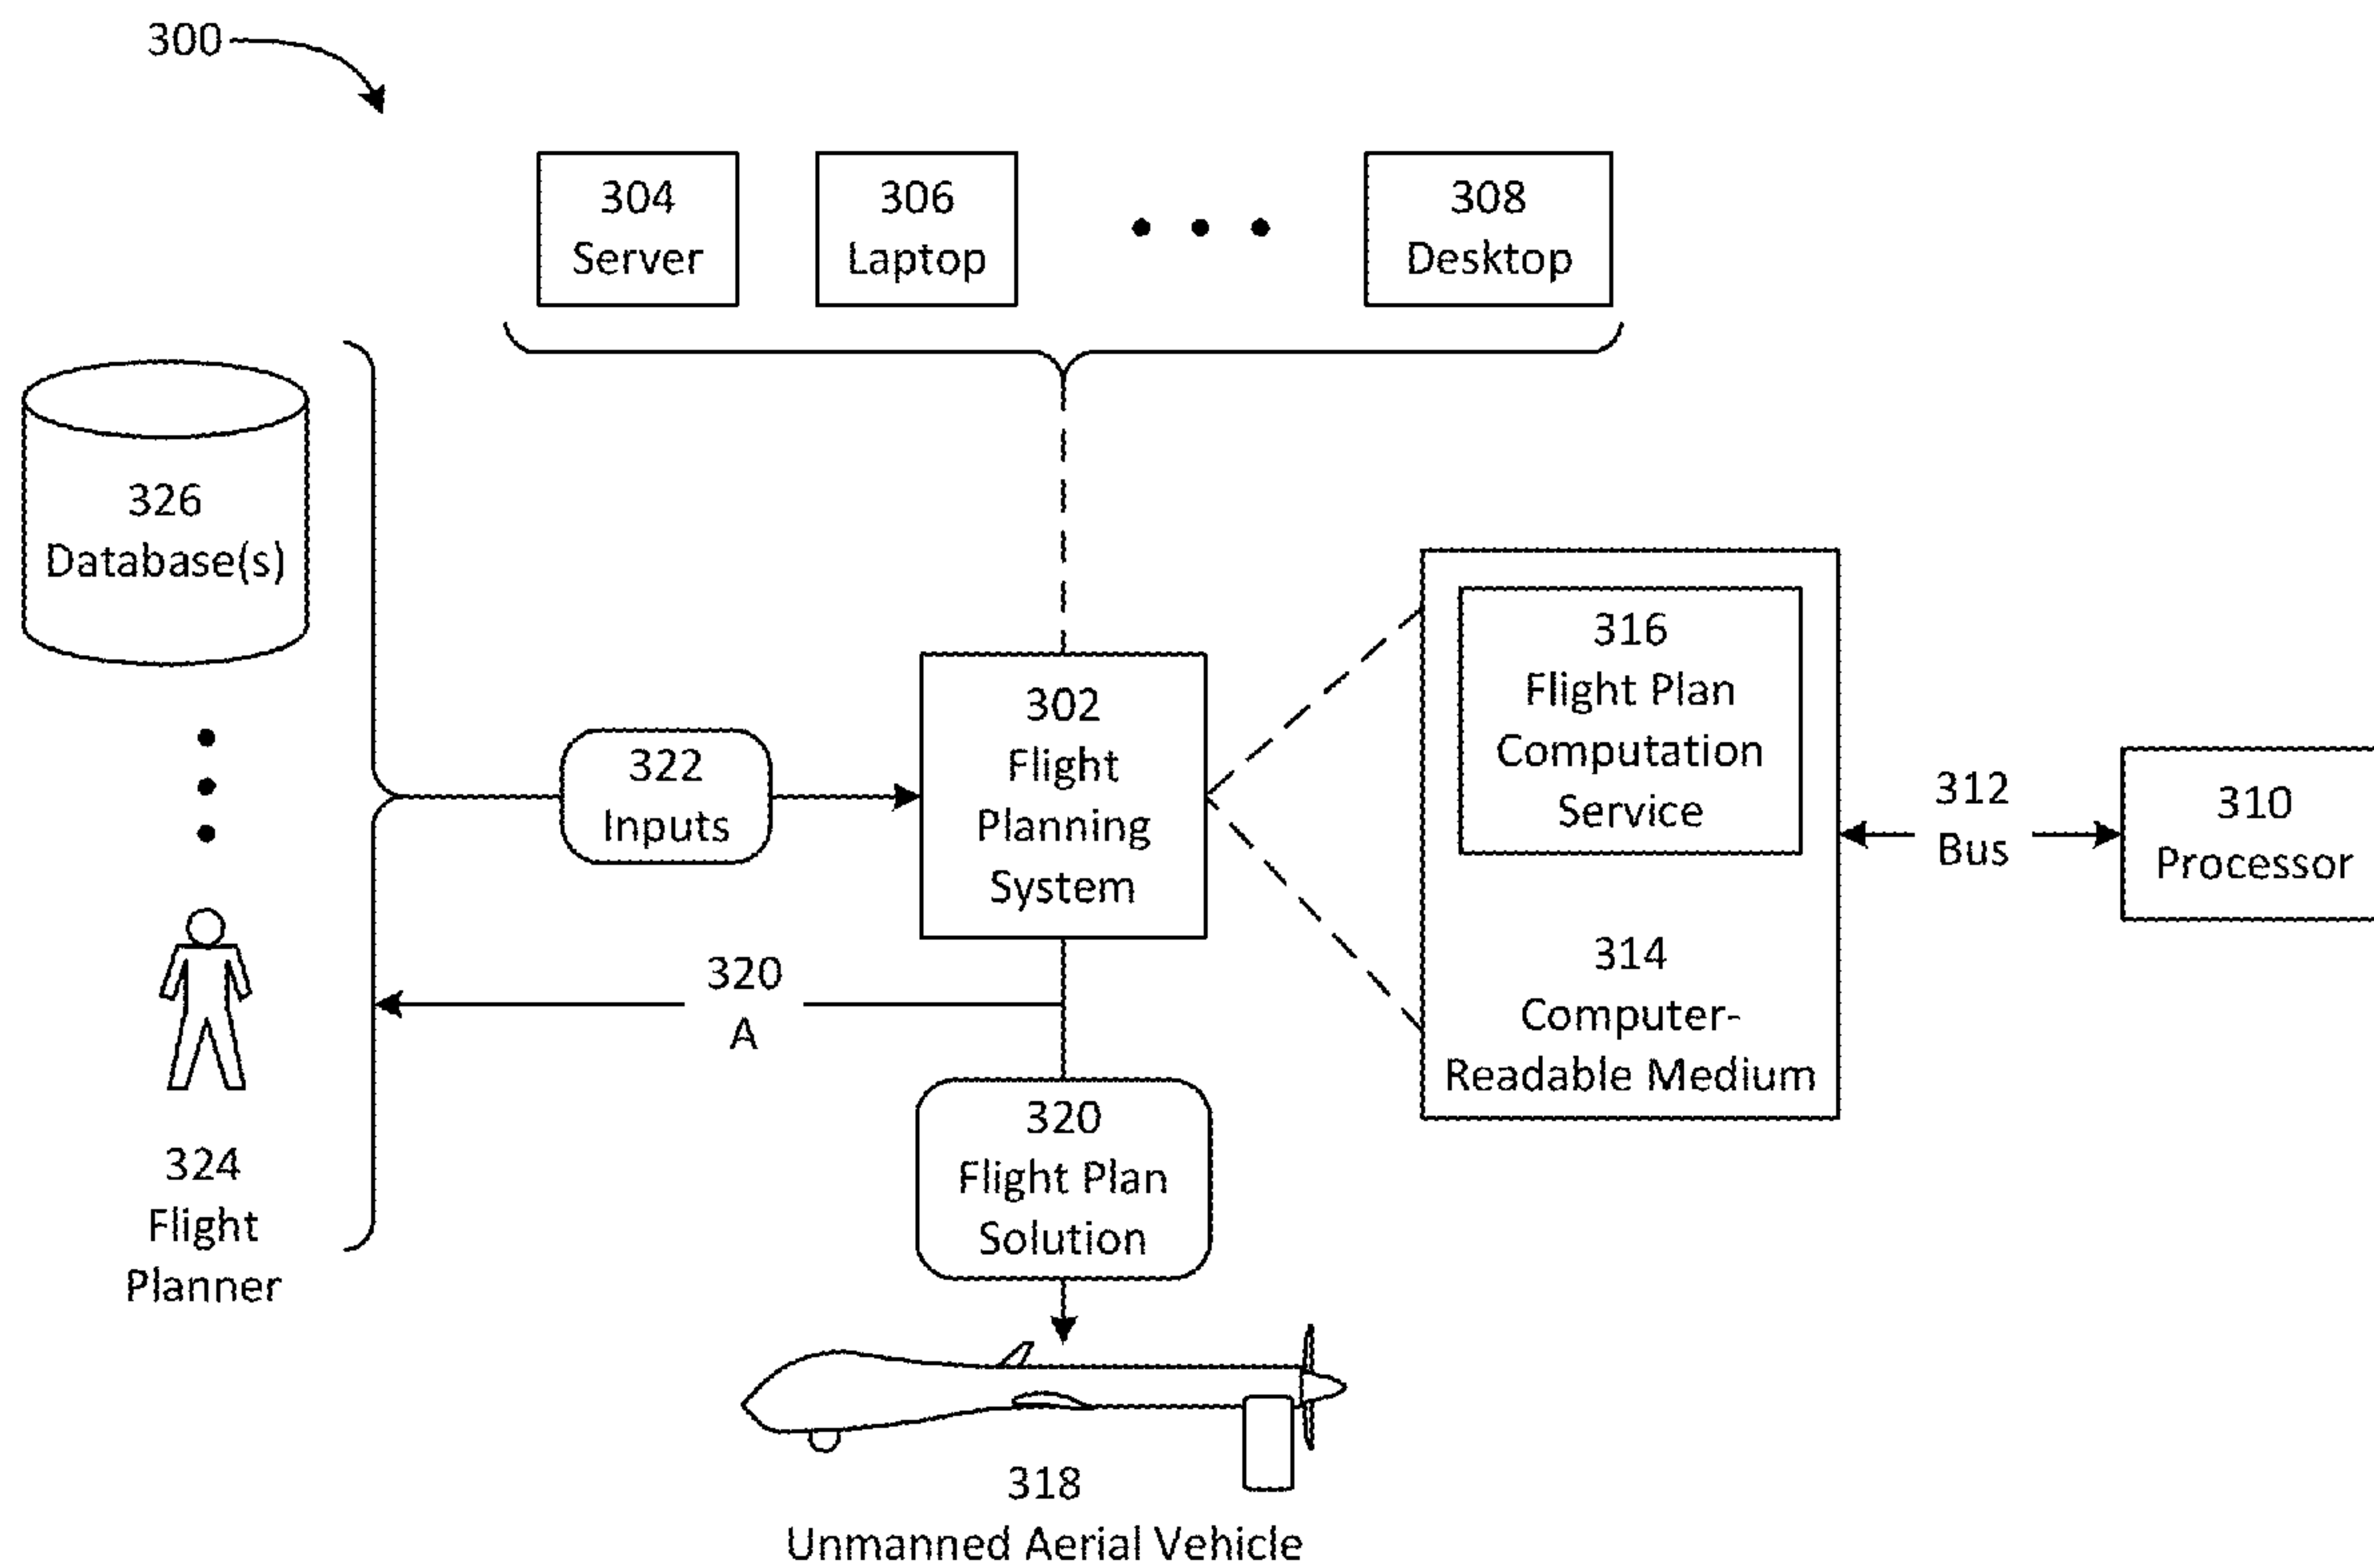 300
304
Server
306
Laptop
308
Desktop
326
Database(s)
322
Inputs
302
Flight
Planning
System
316
Flight Plan
Computation
Service
314
Computer-
Readable Medium
312
Bus
310
Processor
320
A
324
Flight
Planner
320
Flight Plan
Solution
318
Unmanned Aerial Vehicle